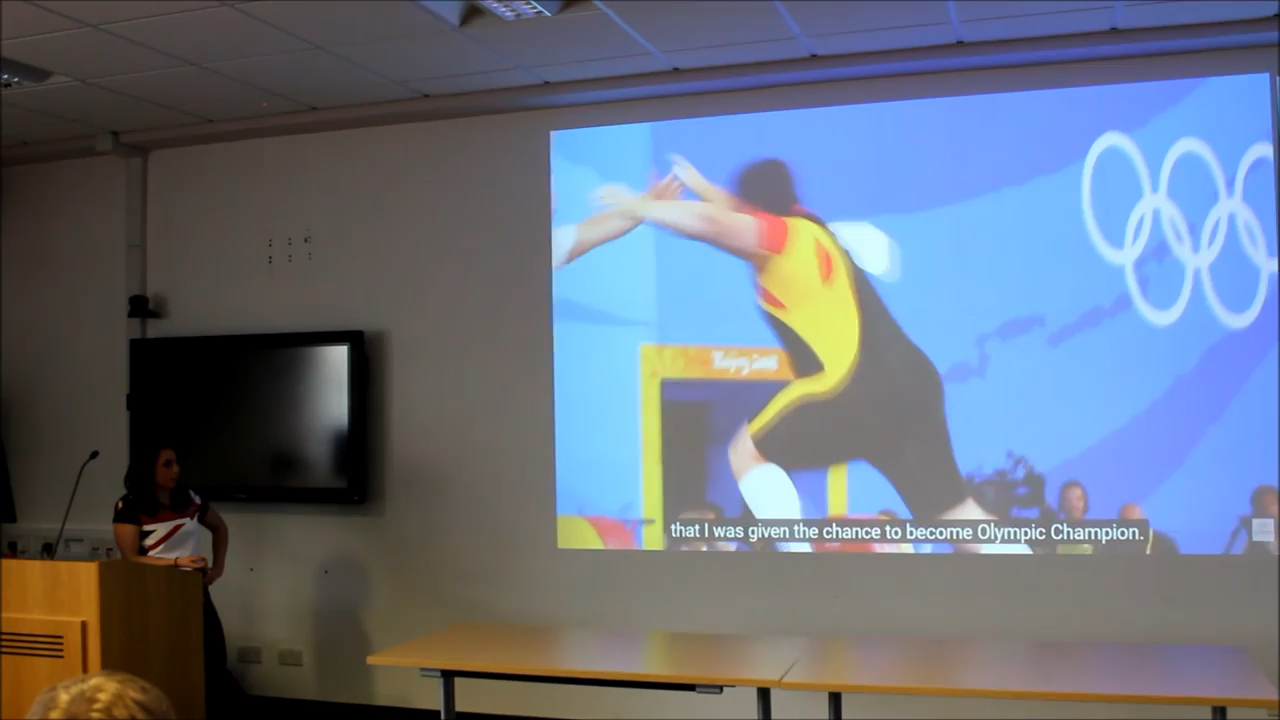 Beijing 2008
that I was given the chance to become Olympic Champion.